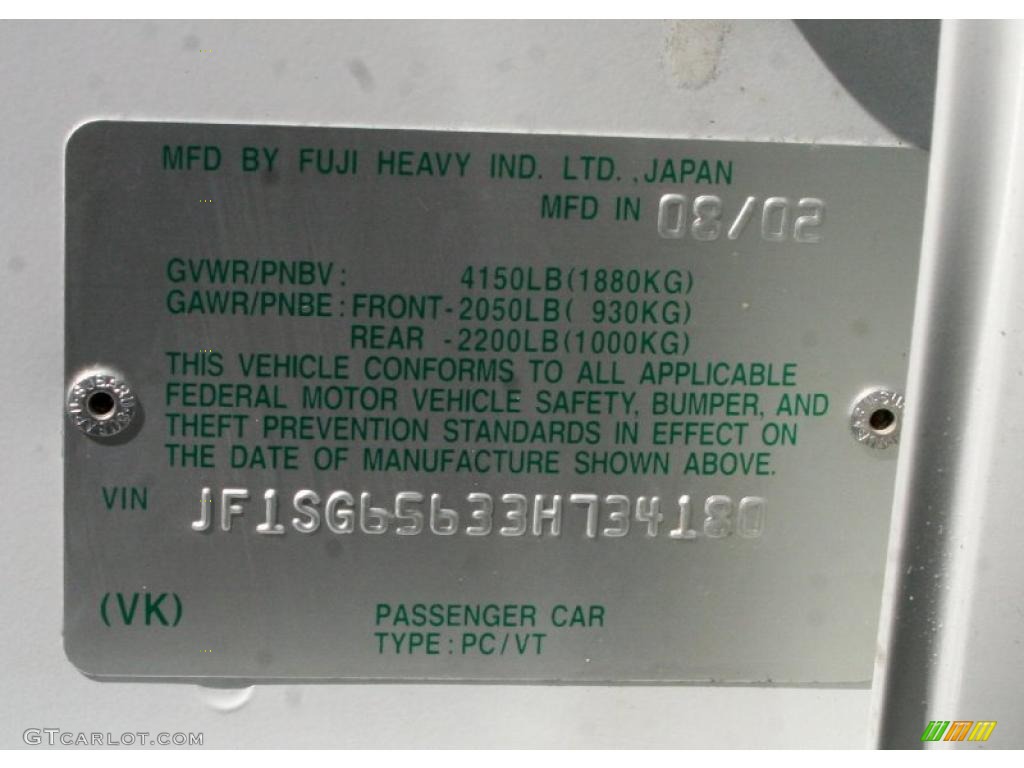 MFD BY FUJI HEAVY IND. LTD., JAPAN
MFD IN 08/02
GVWR/PNBV: 4150LB(1880KG)
GAWR/PNBE: FRONT-2050LB( 930KG)
REAR -2200LB(1000KG)
THIS VEHICLE CONFORMS TO ALL APPLICABLE
FEDERAL MOTOR VEHICLE SAFETY, BUMPER, AND
THEFT PREVENTION STANDARDS IN EFFECT ON
THE DATE OF MANUFACTURE SHOWN ABOVE.
VIN JF1SG65633H734180
(VK) PASSENGER CAR
TYPE: PC/VT
GTCARLOT.COM